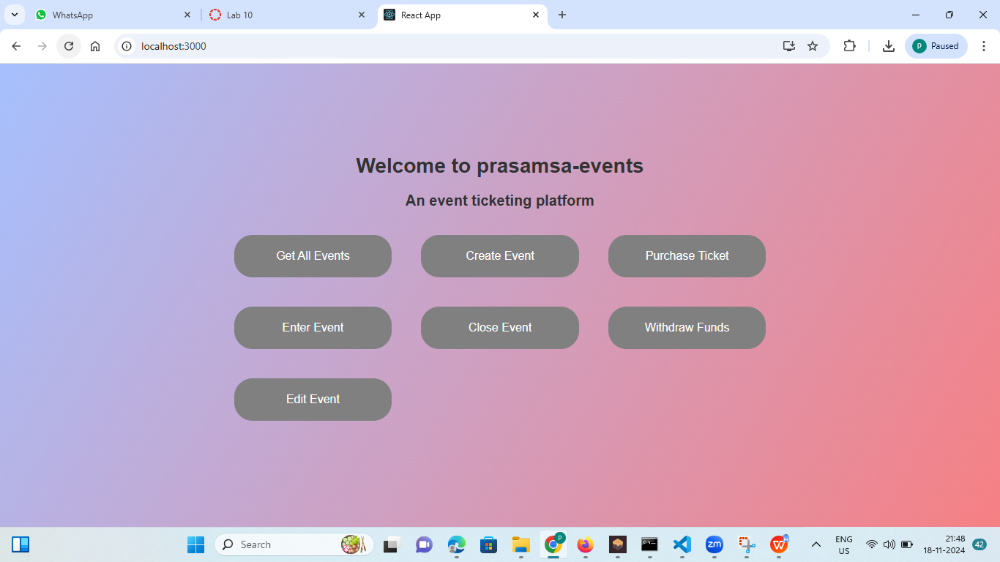 WhatsApp
Lab 10
React App
localhost:3000
p
Paused
Welcome to prasamsa-events
An event ticketing platform
Get All Events
Create Event
Purchase Ticket
Enter Event
Close Event
Withdraw Funds
Edit Event
Search
p
zm
W
ENG
US
21:48
18-11-2024
42